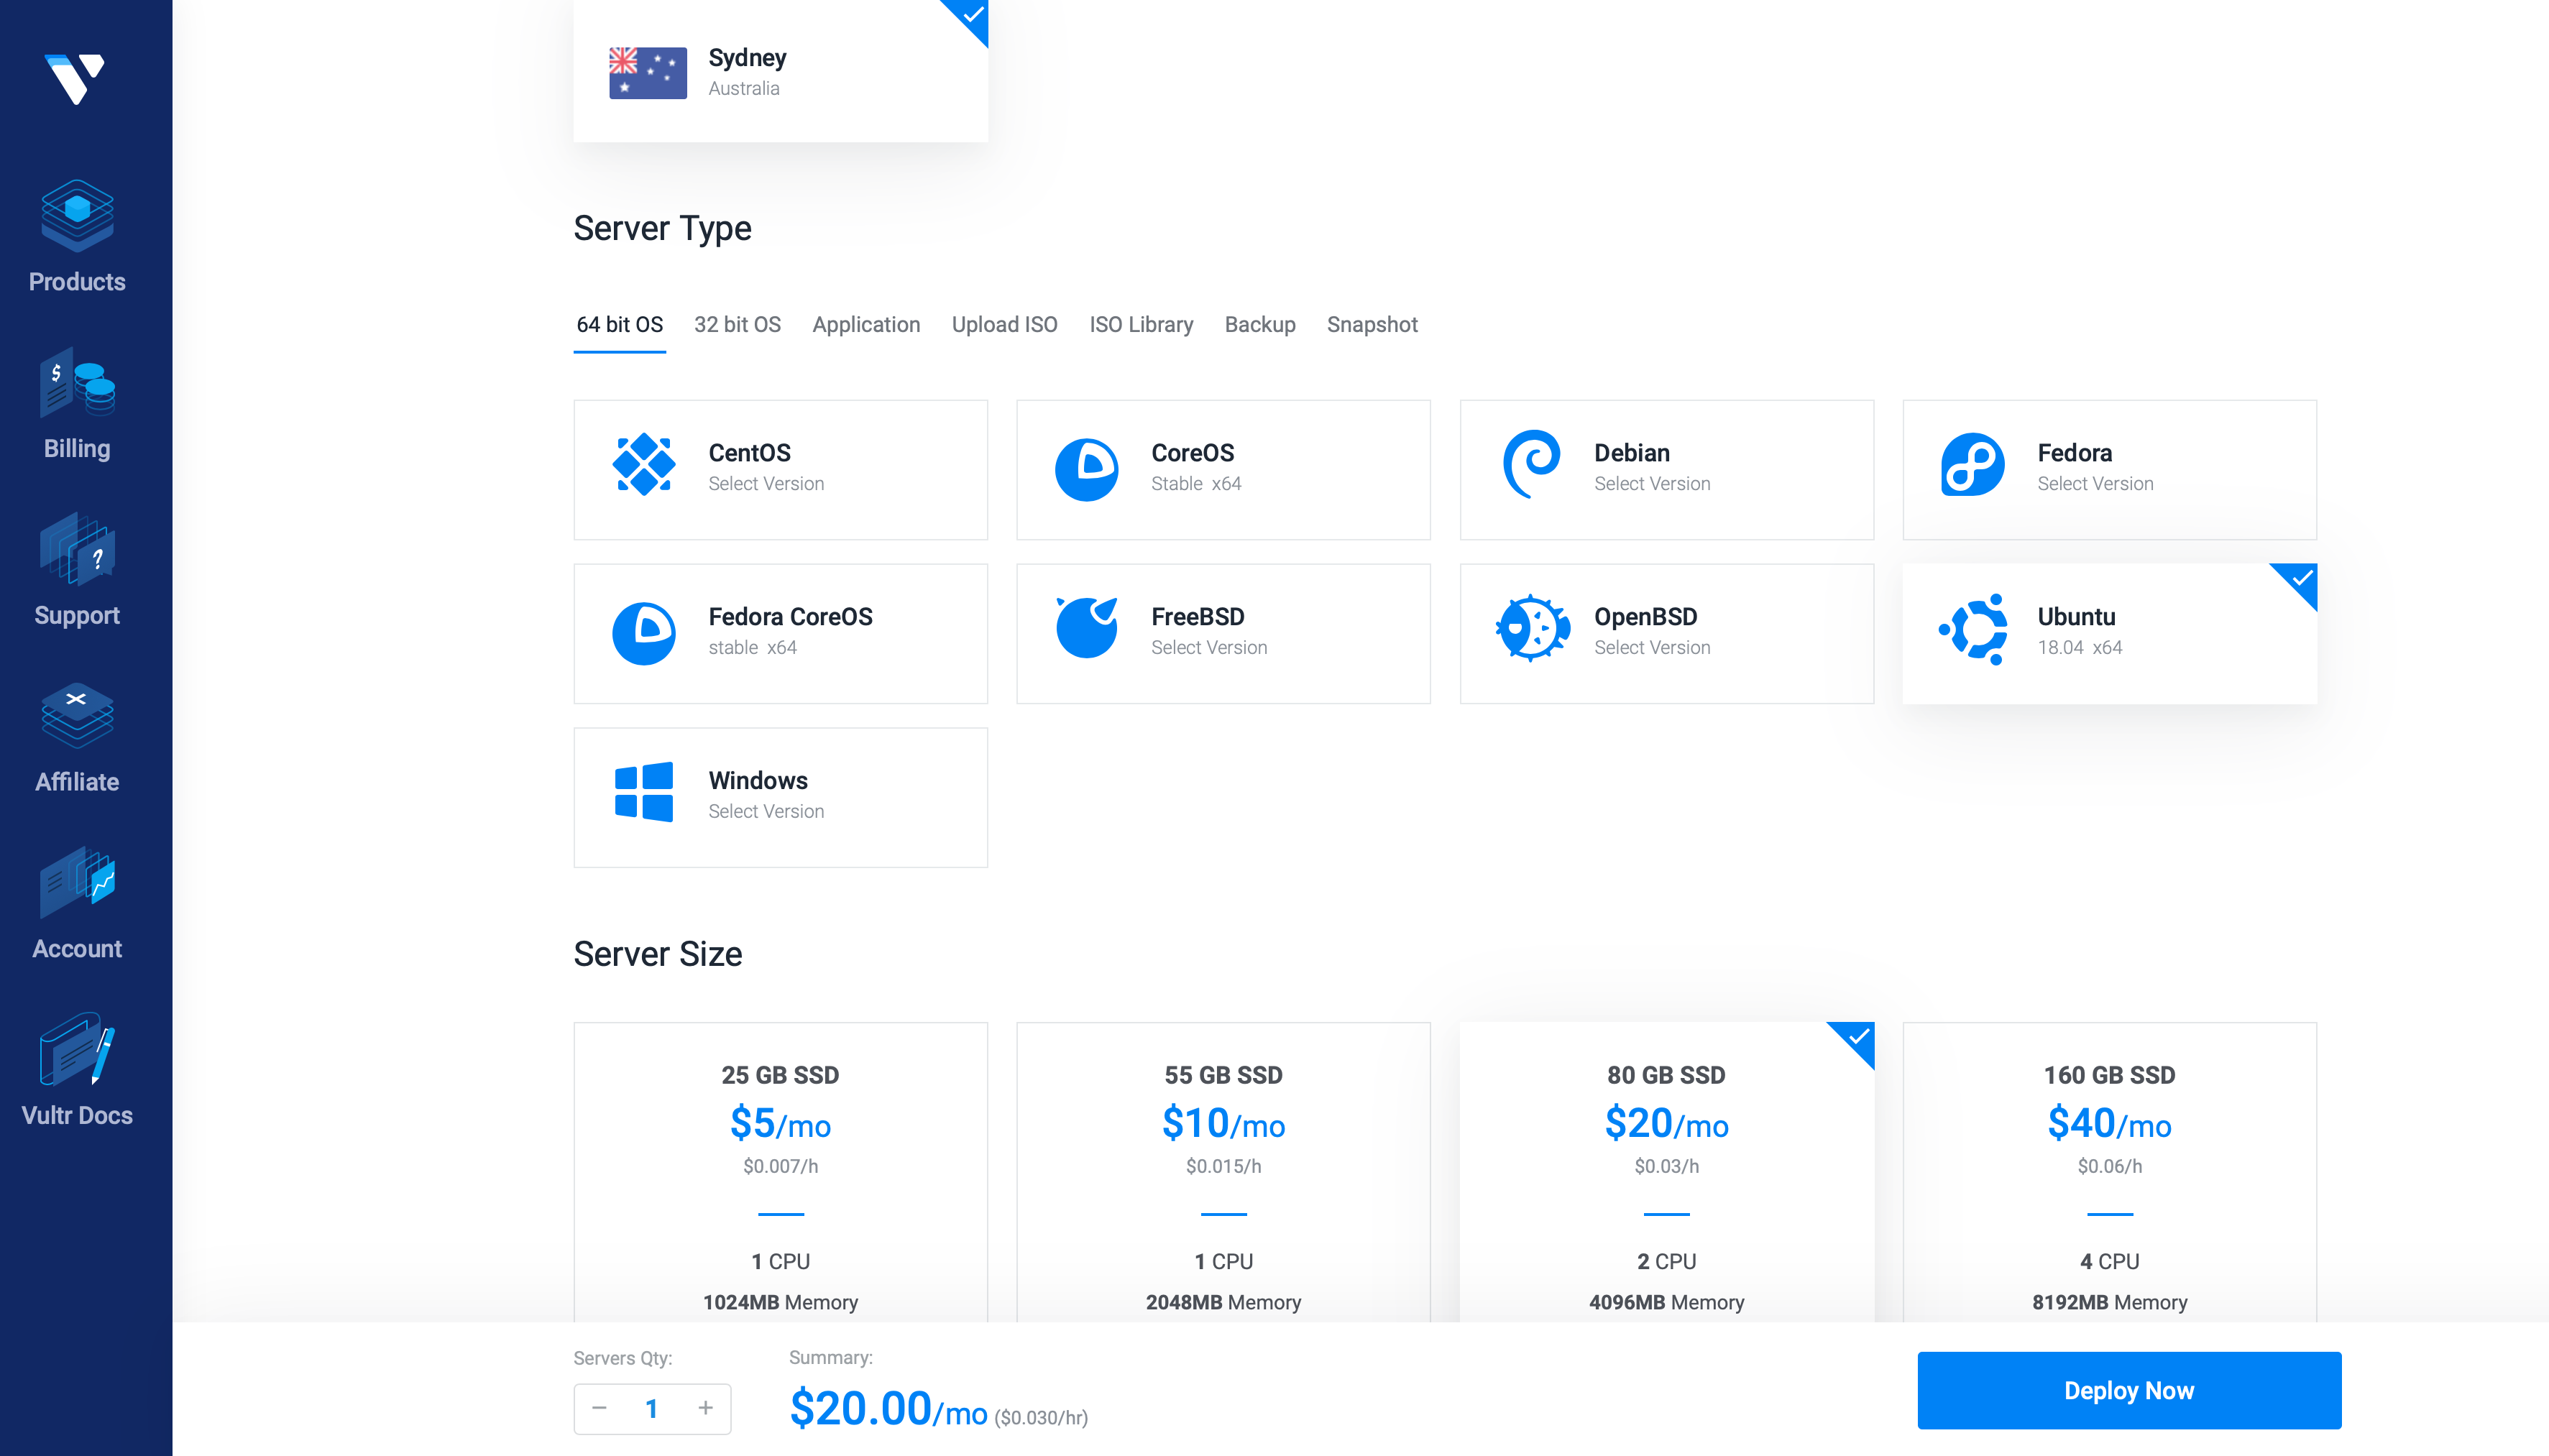 Products
Billing
$
Support
?
Affiliate
Account
Vultr Docs
Sydney
Australia
Server Type
64 bit OS 32 bit OS Application Upload ISO ISO Library Backup Snapshot
CentOS
Select Version
CoreOS
Stable x64
Debian
Select Version
Fedora
Select Version
Fedora CoreOS
stable x64
FreeBSD
Select Version
OpenBSD
Select Version
Ubuntu
18.04 x64
Windows
Select Version
Server Size
25 GB SSD
$5/mo
$0.007/h
1 CPU
1024MB Memory
55 GB SSD
$10/mo
$0.015/h
1 CPU
2048MB Memory
80 GB SSD
$20/mo
$0.03/h
2 CPU
4096MB Memory
160 GB SSD
$40/mo
$0.06/h
4 CPU
8192MB Memory
Servers Qty:
− 1 +
Summary:
$20.00/mo ($0.030/hr)
Deploy Now